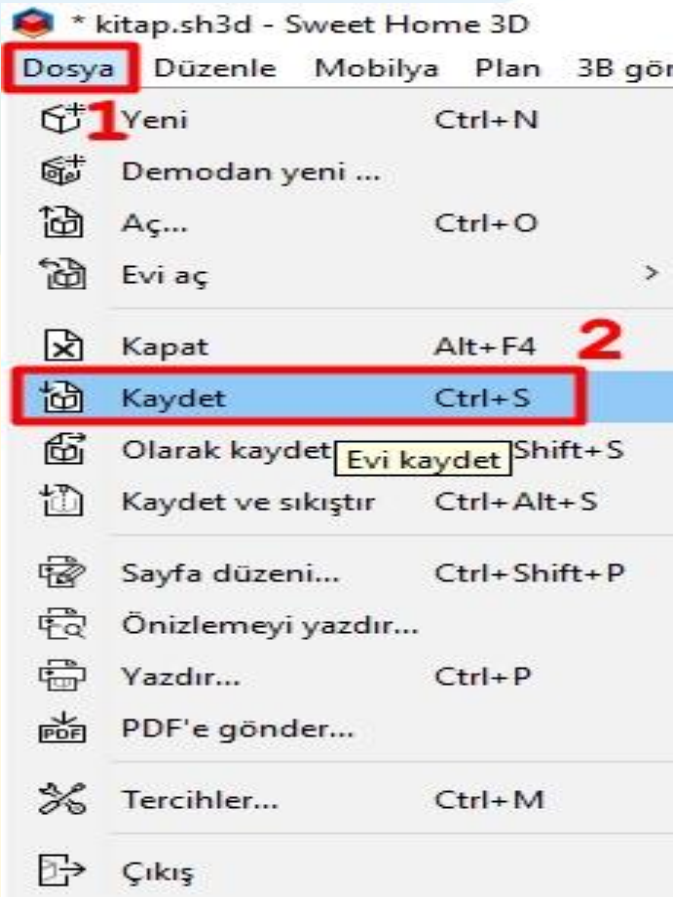 * kitap.sh3d - Sweet Home 3D
Dosya Düzenle Mobilya Plan 3B gör
1
Yeni Ctrl+N
Demodan yeni ...
Aç... Ctrl+O
Evi aç >
Kapat Alt+F4
2
Kaydet Ctrl+S
Olarak kaydet Shift+S
Evi kaydet
Kaydet ve sıkıştır Ctrl+Alt+S
Sayfa düzeni... Ctrl+Shift+P
Önizlemeyi yazdır...
Yazdır... Ctrl+P
PDF
PDF'e gönder...
Tercihler... Ctrl+M
Çıkış